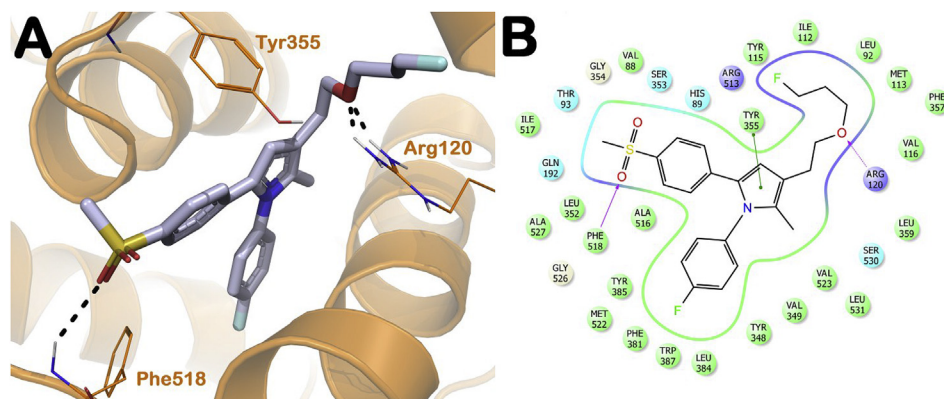 A
Tyr355
Arg120
Phe518
B
ILE
112
TYR
115
LEU
92
VAL
88
GLY
354
SER
353
ARG
513
MET
113
F
HIS
89
THR
93
PHE
357
TYR
355
ILE
517
O
O
VAL
116
S
GLN
192
ARG
120
O
LEU
352
ALA
516
N
LEU
359
ALA
527
PHE
518
SER
530
GLY
526
TYR
385
VAL
523
F
LEU
531
MET
522
VAL
349
PHE
381
TYR
348
TRP
387
LEU
384